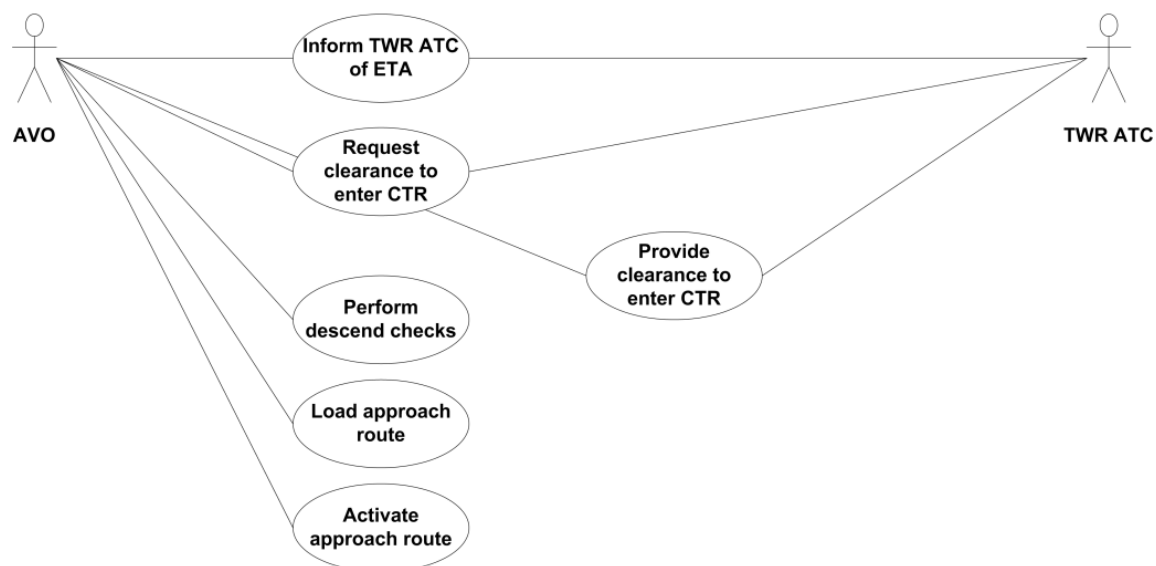 Inform TWR ATC
of ETA
AVO
TWR ATC
Request
clearance to
enter CTR
Provide
clearance to
enter CTR
Perform
descend checks
Load approach
route
Activate
approach route